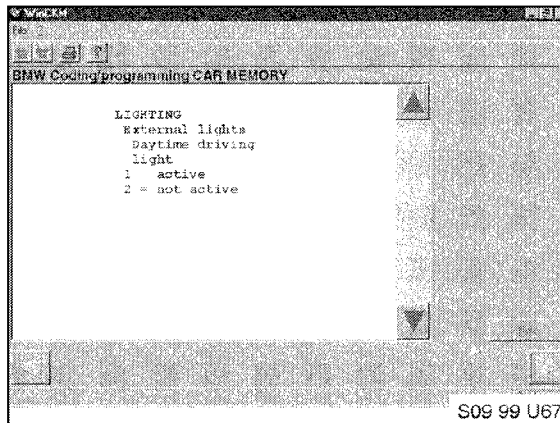 WinCAM
File ?
BMW Coding/programming CAR MEMORY
LIGHTING
External lights
Daytime driving
light
1 = active
2 = not active
S09 99 U67